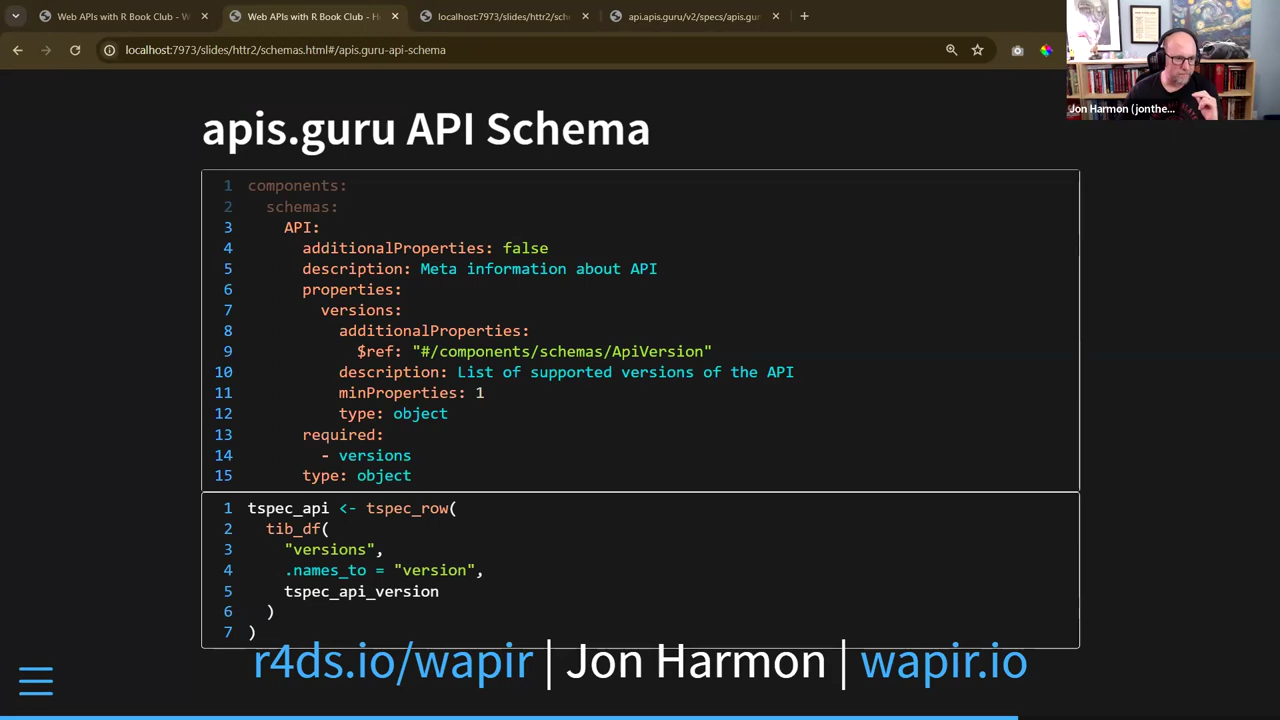 Web APIs with R Book Club - W
Web APIs with R Book Club - H
localhost:7973/slides/httr2/sche
api.apis.guru/v2/specs/apis.gur
localhost:7973/slides/httr2/schemas.html#/apis.guru-api-schema
Jon Harmon (jonthe...
apis.guru API Schema
1 components:
2 schemas:
3 API:
4 additionalProperties: false
5 description: Meta information about API
6 properties:
7 versions:
8 additionalProperties:
9 $ref: "#/components/schemas/ApiVersion"
10 description: List of supported versions of the API
11 minProperties: 1
12 type: object
13 required:
14 - versions
15 type: object
1 tspec_api <- tspec_row(
2 tib_df(
3 "versions",
4 .names_to = "version",
5 tspec_api_version
6 )
7 )
r4ds.io/wapir | Jon Harmon | wapir.io